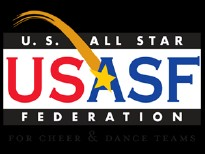 U.S. ALL STAR
USASF
FEDERATION
FOR CHEER & DANCE TEAMS